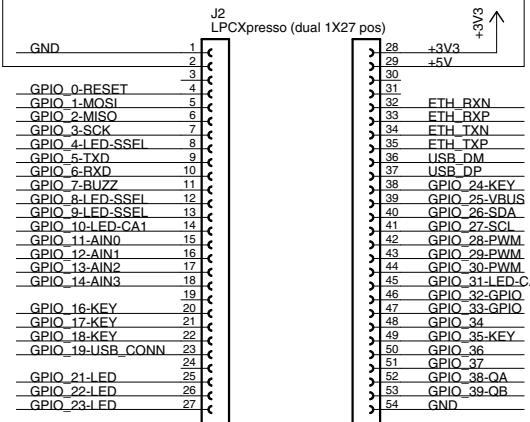 J2
LPCXpresso (dual 1X27 pos)
+3V3
GND 1 28 +3V3
2 29 +5V
3 30
GPIO_0-RESET 4 31
GPIO_1-MOSI 5 32 ETH_RXN
GPIO_2-MISO 6 33 ETH_RXP
GPIO_3-SCK 7 34 ETH_TXN
GPIO_4-LED-SSEL 8 35 ETH_TXP
GPIO_5-TXD 9 36 USB_DM
GPIO_6-RXD 10 37 USB_DP
GPIO_7-BUZZ 11 38 GPIO_24-KEY
GPIO_8-LED-SSEL 12 39 GPIO_25-VBUS
GPIO_9-LED-SSEL 13 40 GPIO_26-SDA
GPIO_10-LED-CA1 14 41 GPIO_27-SCL
GPIO_11-AIN0 15 42 GPIO_28-PWM
GPIO_12-AIN1 16 43 GPIO_29-PWM
GPIO_13-AIN2 17 44 GPIO_30-PWM
GPIO_14-AIN3 18 45 GPIO_31-LED-C
19 46 GPIO_32-GPIO
GPIO_16-KEY 20 47 GPIO_33-GPIO
GPIO_17-KEY 21 48 GPIO_34
GPIO_18-KEY 22 49 GPIO_35-KEY
GPIO_19-USB_CONN 23 50 GPIO_36
24 51 GPIO_37
GPIO_21-LED 25 52 GPIO_38-QA
GPIO_22-LED 26 53 GPIO_39-QB
GPIO_23-LED 27 54 GND